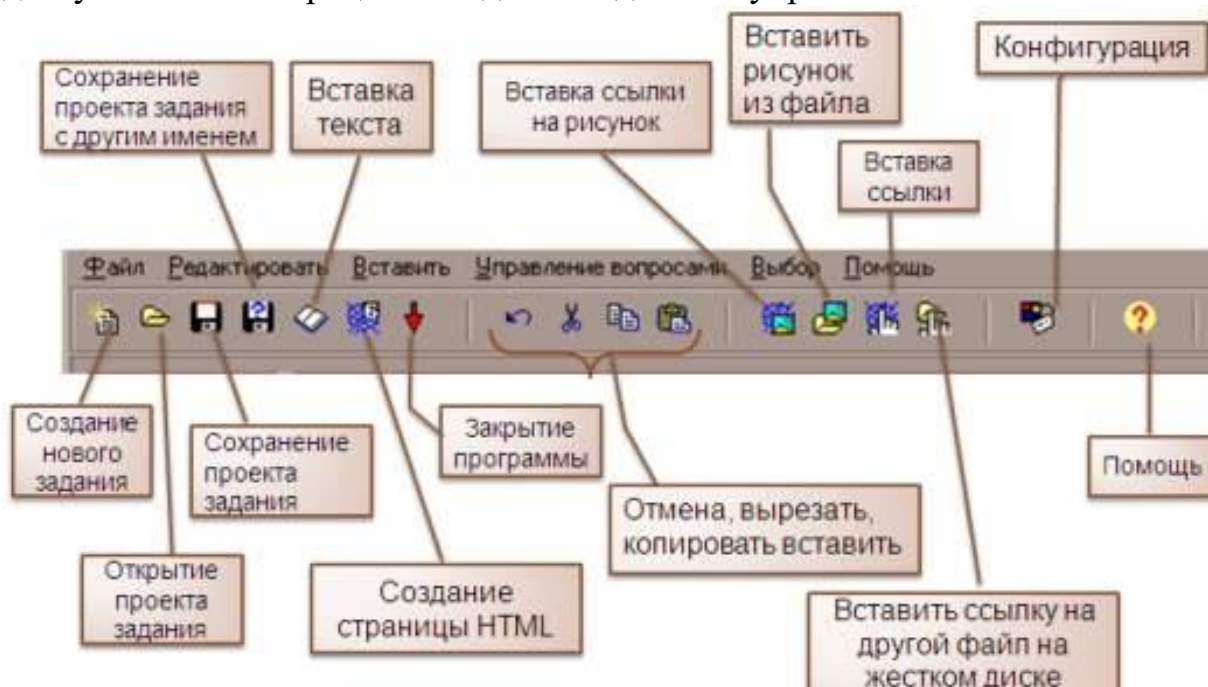 Сохранение
проекта задания
с другим именем
Вставка
текста
Вставка ссылки
на рисунок
Вставить
рисунок
из файла
Вставка
ссылки
Конфигурация
Файл Редактировать Вставить Управление вопросами Выбор Помощь
Создание
нового
задания
Открытие
проекта
задания
Сохранение
проекта
задания
Создание
страницы HTML
Закрытие
программы
Отмена, вырезать,
копировать вставить
Вставить ссылку на
другой файл на
жестком диске
Помощь